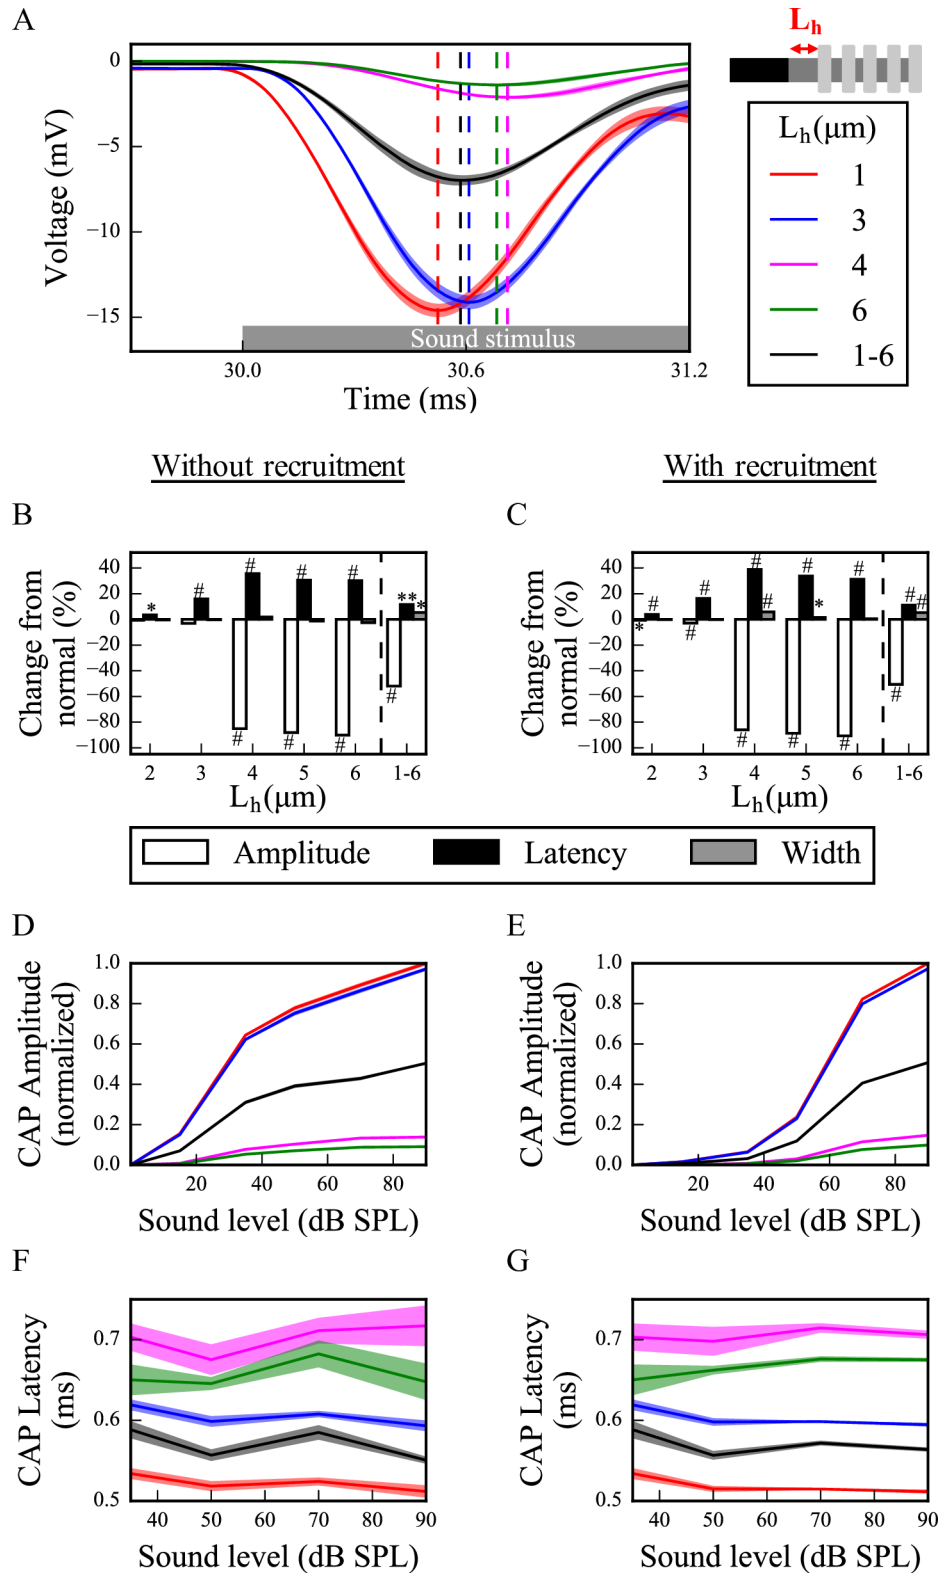 A
L_h
Voltage (mV)
0
−5
−10
−15
Sound stimulus
30.0
30.6
31.2
Time (ms)
L_h(μm)
1
3
4
6
1-6
Without recruitment
With recruitment
B
Change from
normal (%)
40
20
0
−20
−40
−60
−80
−100
*
#
#
#
#
**
*
#
#
#
#
2
3
4
5
6
1-6
L_h(μm)
C
Change from
normal (%)
40
20
0
−20
−40
−60
−80
−100
*
#
#
#
#
#
#
*
#
#
#
#
#
#
#
2
3
4
5
6
1-6
L_h(μm)
Amplitude
Latency
Width
D
CAP Amplitude
(normalized)
1.0
0.8
0.6
0.4
0.2
0.0
20
40
60
80
Sound level (dB SPL)
E
CAP Amplitude
(normalized)
1.0
0.8
0.6
0.4
0.2
0.0
20
40
60
80
Sound level (dB SPL)
F
CAP Latency
(ms)
0.7
0.6
0.5
40
50
60
70
80
90
Sound level (dB SPL)
G
CAP Latency
(ms)
0.7
0.6
0.5
40
50
60
70
80
90
Sound level (dB SPL)